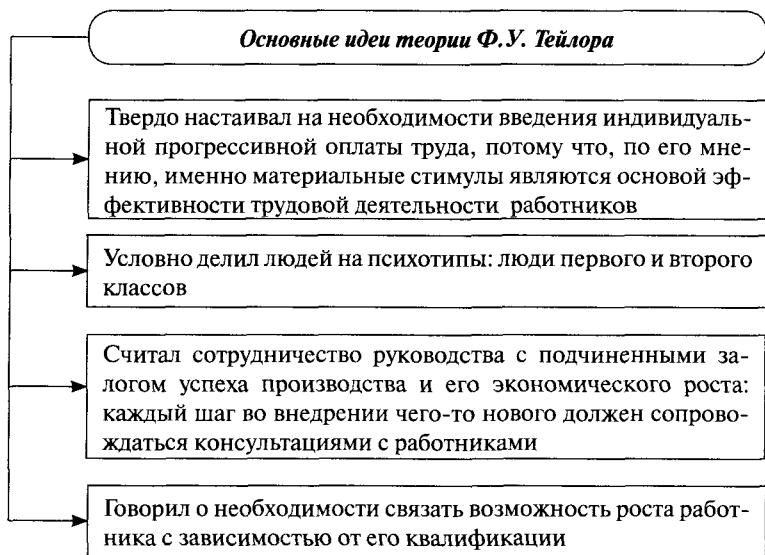 Основные идеи теории Ф.У. Тейлора
Твердо настаивал на необходимости введения индивидуаль-
ной прогрессивной оплаты труда, потому что, по его мне-
нию, именно материальные стимулы являются основой эф-
фективности трудовой деятельности работников
Условно делил людей на психотипы: люди первого и второго
классов
Считал сотрудничество руководства с подчиненными за-
логом успеха производства и его экономического роста:
каждый шаг во внедрении чего-то нового должен сопрово-
ждаться консультациями с работниками
Говорил о необходимости связать возможность роста работ-
ника с зависимостью от его квалификации